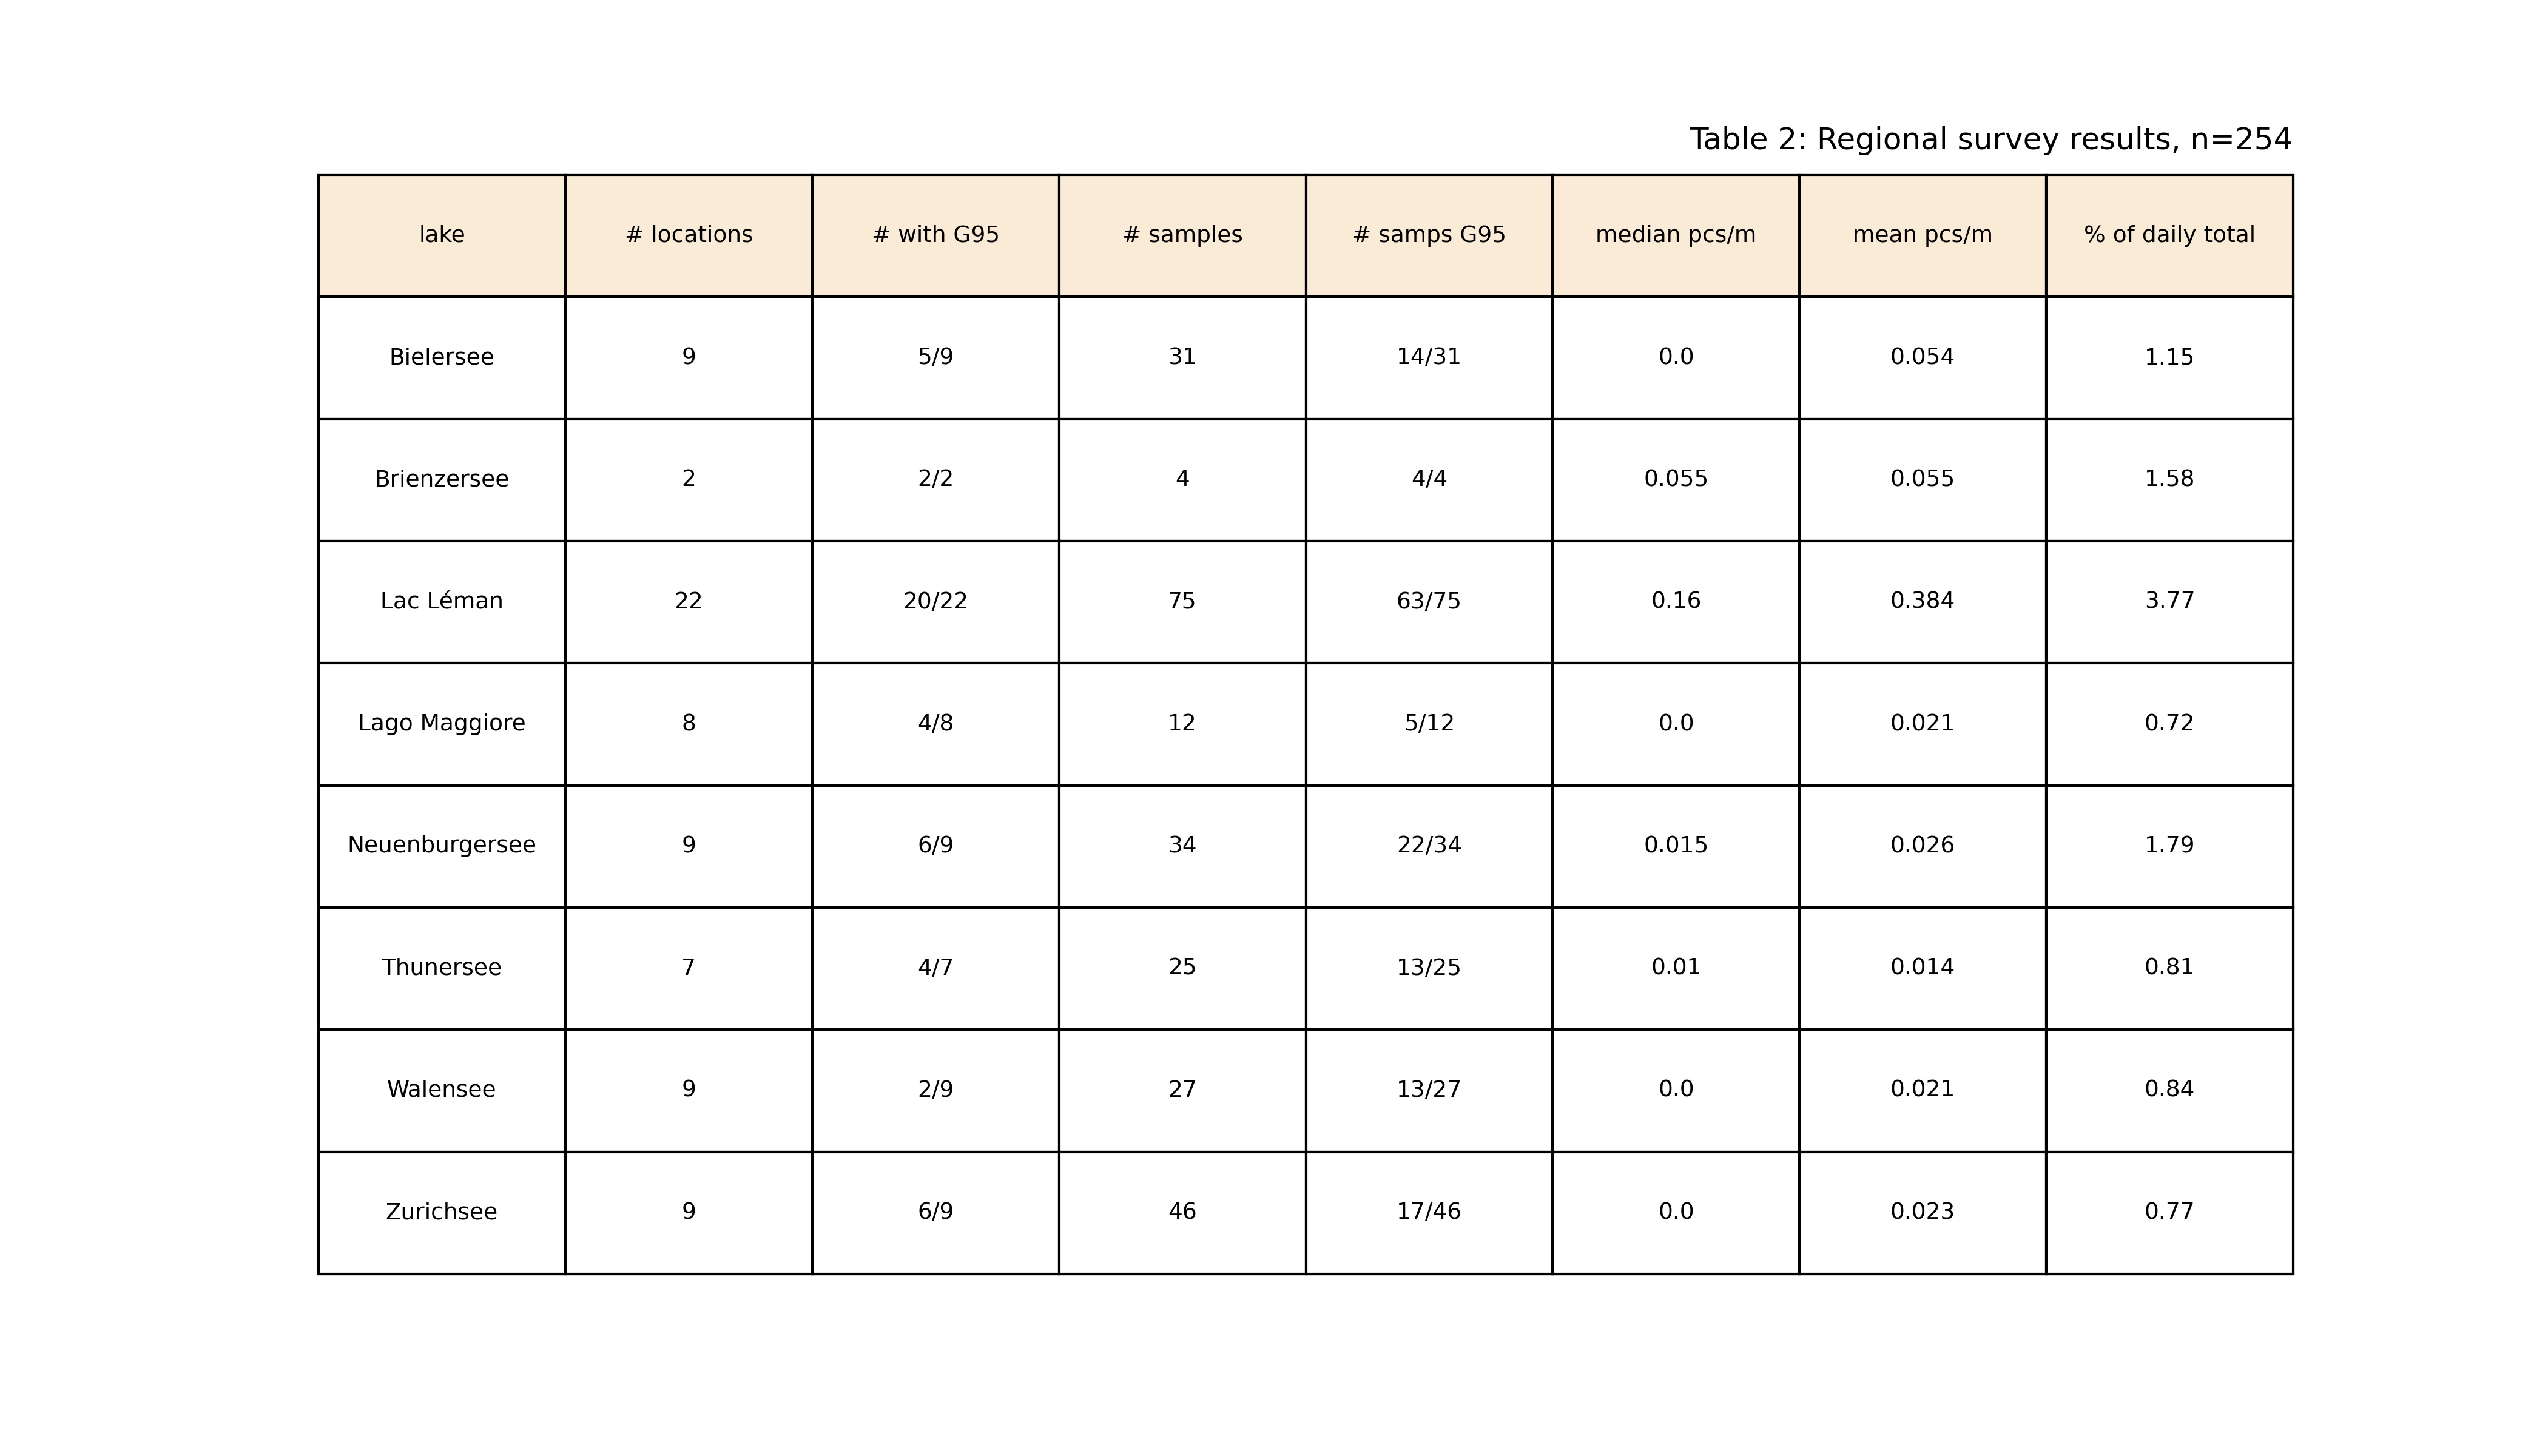 Table 2: Regional survey results, n=254
lake # locations # with G95 # samples # samps G95 median pcs/m mean pcs/m % of daily total
Bielersee 9 5/9 31 14/31 0.0 0.054 1.15
Brienzersee 2 2/2 4 4/4 0.055 0.055 1.58
Lac Léman 22 20/22 75 63/75 0.16 0.384 3.77
Lago Maggiore 8 4/8 12 5/12 0.0 0.021 0.72
Neuenburgersee 9 6/9 34 22/34 0.015 0.026 1.79
Thunersee 7 4/7 25 13/25 0.01 0.014 0.81
Walensee 9 2/9 27 13/27 0.0 0.021 0.84
Zurichsee 9 6/9 46 17/46 0.0 0.023 0.77